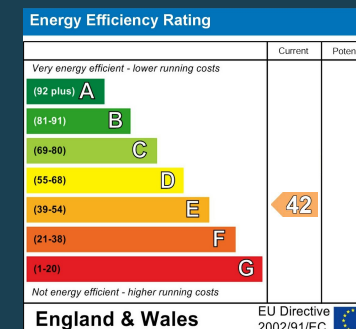 Energy Efficiency Rating
Current Poten
Very energy efficient - lower running costs
(92 plus) A
(81-91) B
(69-80) C
(55-68) D
(39-54) E 42
(21-38) F
(1-20) G
Not energy efficient - higher running costs
England & Wales
EU Directive
2002/91/EC